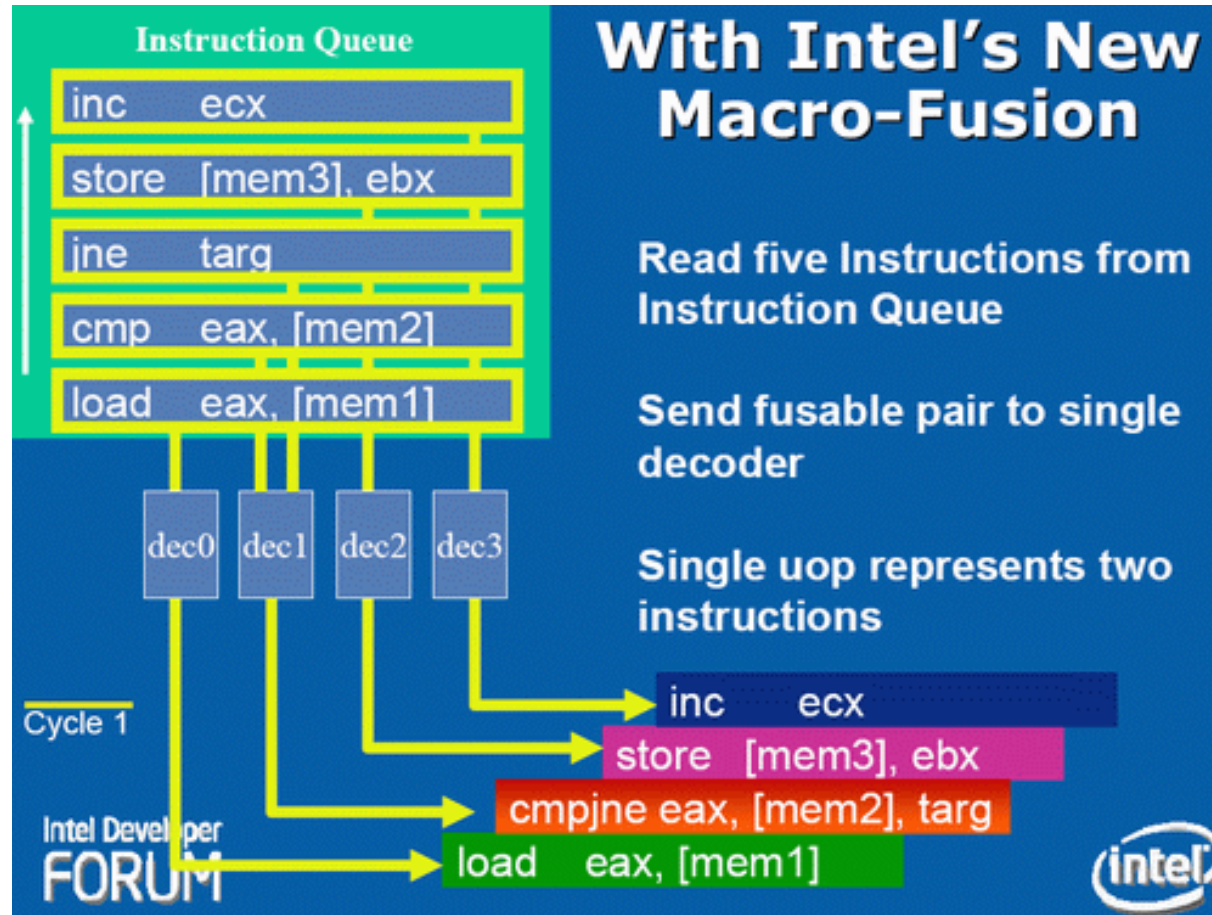 Instruction Queue
inc ecx
store [mem3], ebx
jne targ
cmp eax, [mem2]
load eax, [mem1]
dec0 dec1 dec2 dec3
Cycle 1
Intel Developer
FORUM
With Intel's New
Macro-Fusion
Read five Instructions from
Instruction Queue
Send fusable pair to single
decoder
Single uop represents two
instructions
inc ecx
store [mem3], ebx
cmpjne eax, [mem2], targ
load eax, [mem1]
intel